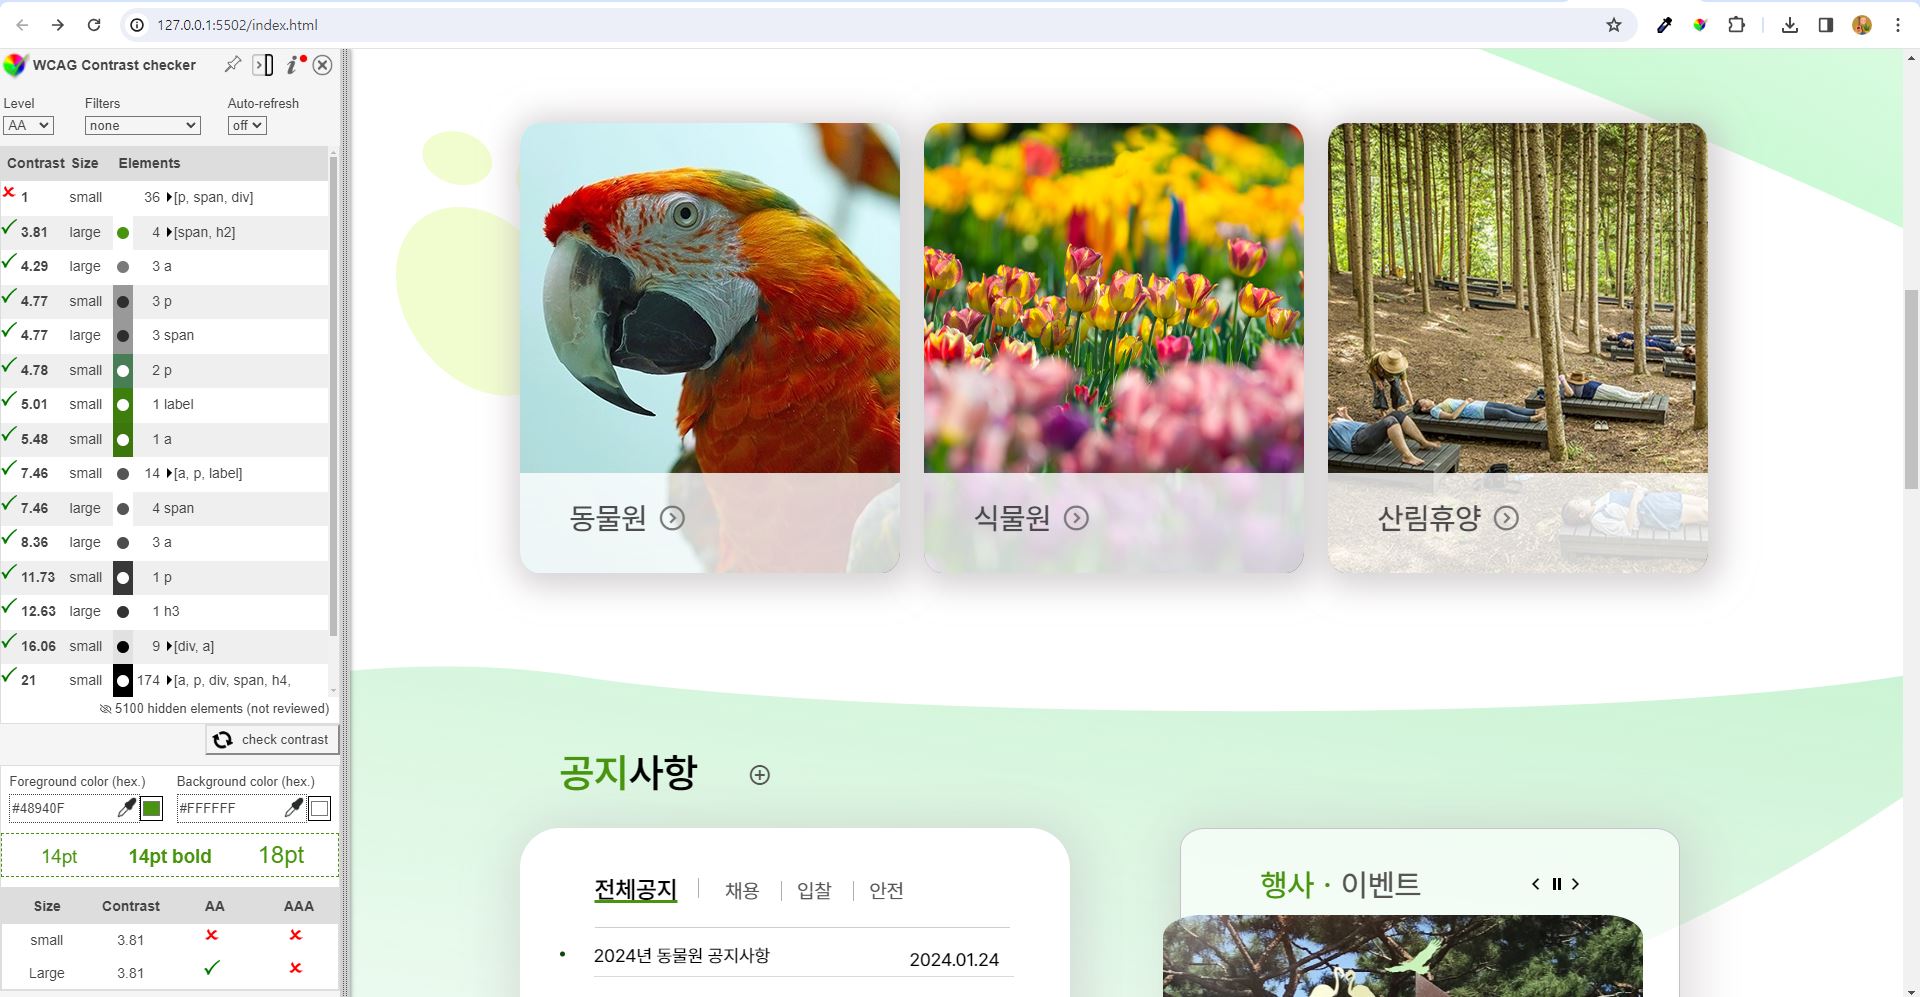 127.0.0.1:5502/index.html
WCAG Contrast checker
Level Filters Auto-refresh
AA none off
Contrast Size Elements
1 small 36 [p, span, div]
3.81 large 4 [span, h2]
4.29 large 3 a
4.77 small 3 p
4.77 large 3 span
4.78 small 2 p
5.01 small 1 label
5.48 small 1 a
7.46 small 14 [a, p, label]
7.46 large 4 span
8.36 large 3 a
11.73 small 1 p
12.63 large 1 h3
16.06 small 9 [div, a]
21 small 174 [a, p, div, span, h4,
5100 hidden elements (not reviewed)
check contrast
Foreground color (hex.) Background color (hex.)
#48940F #FFFFFF
14pt 14pt bold 18pt
Size Contrast AA AAA
small 3.81
Large 3.81
동물원
식물원
산림휴양
공지사항
전체공지 채용 입찰 안전
2024년 동물원 공지사항 2024.01.24
행사 · 이벤트